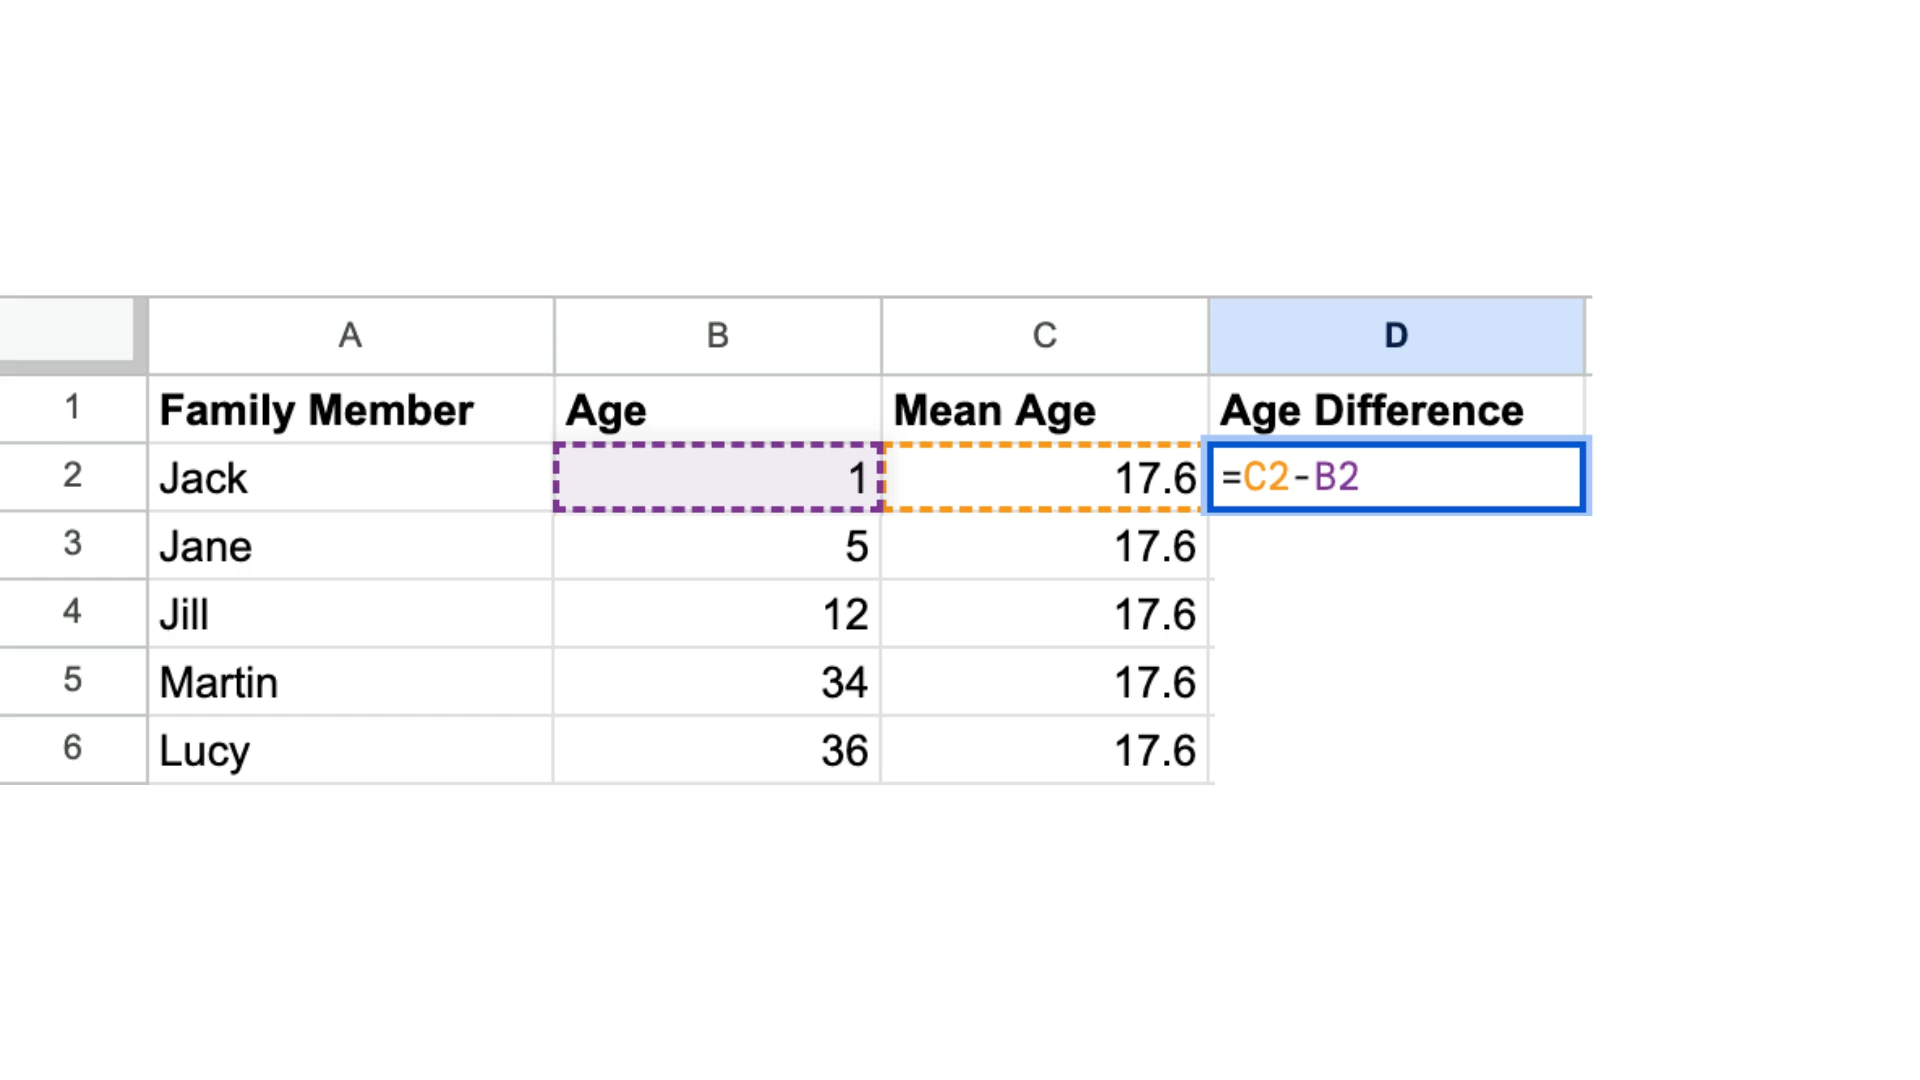 A B C D
1 Family Member Age Mean Age Age Difference
2 Jack 1 17.6 =C2-B2
3 Jane 5 17.6
4 Jill 12 17.6
5 Martin 34 17.6
6 Lucy 36 17.6